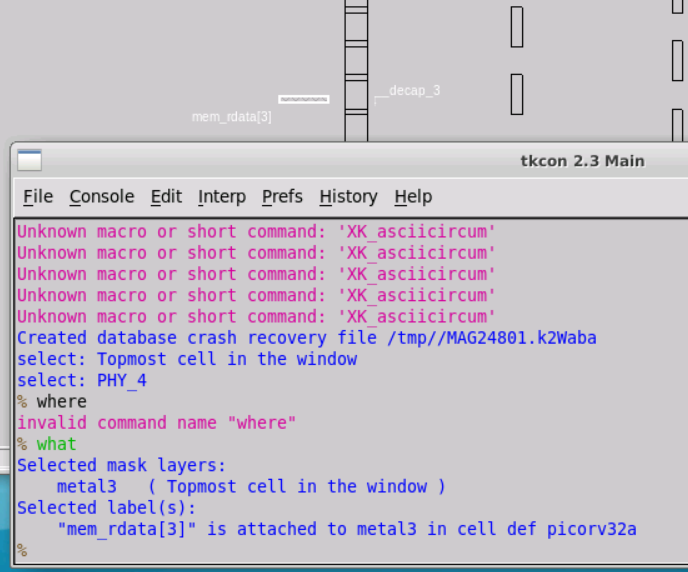 __decap_3
mem_rdata[3]
tkcon 2.3 Main
File Console Edit Interp Prefs History Help
Unknown macro or short command: 'XK_asciicircum'
Unknown macro or short command: 'XK_asciicircum'
Unknown macro or short command: 'XK_asciicircum'
Unknown macro or short command: 'XK_asciicircum'
Unknown macro or short command: 'XK_asciicircum'
Created database crash recovery file /tmp//MAG24801.k2Waba
select: Topmost cell in the window
select: PHY_4
% where
invalid command name "where"
% what
Selected mask layers:
metal3 ( Topmost cell in the window )
Selected label(s):
"mem_rdata[3]" is attached to metal3 in cell def picorv32a
%